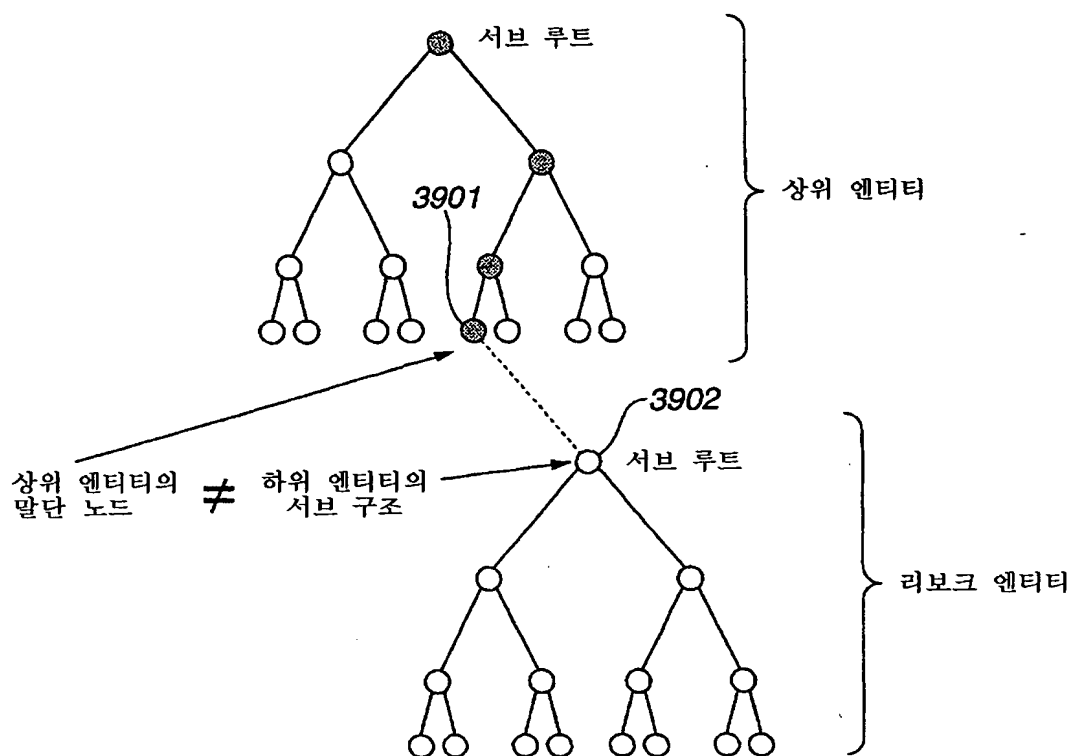 서브 루트
상위 엔티티
3901
3902
서브 루트
상위 엔티티의
말단 노드
≠
하위 엔티티의
서브 구조
리보크 엔티티